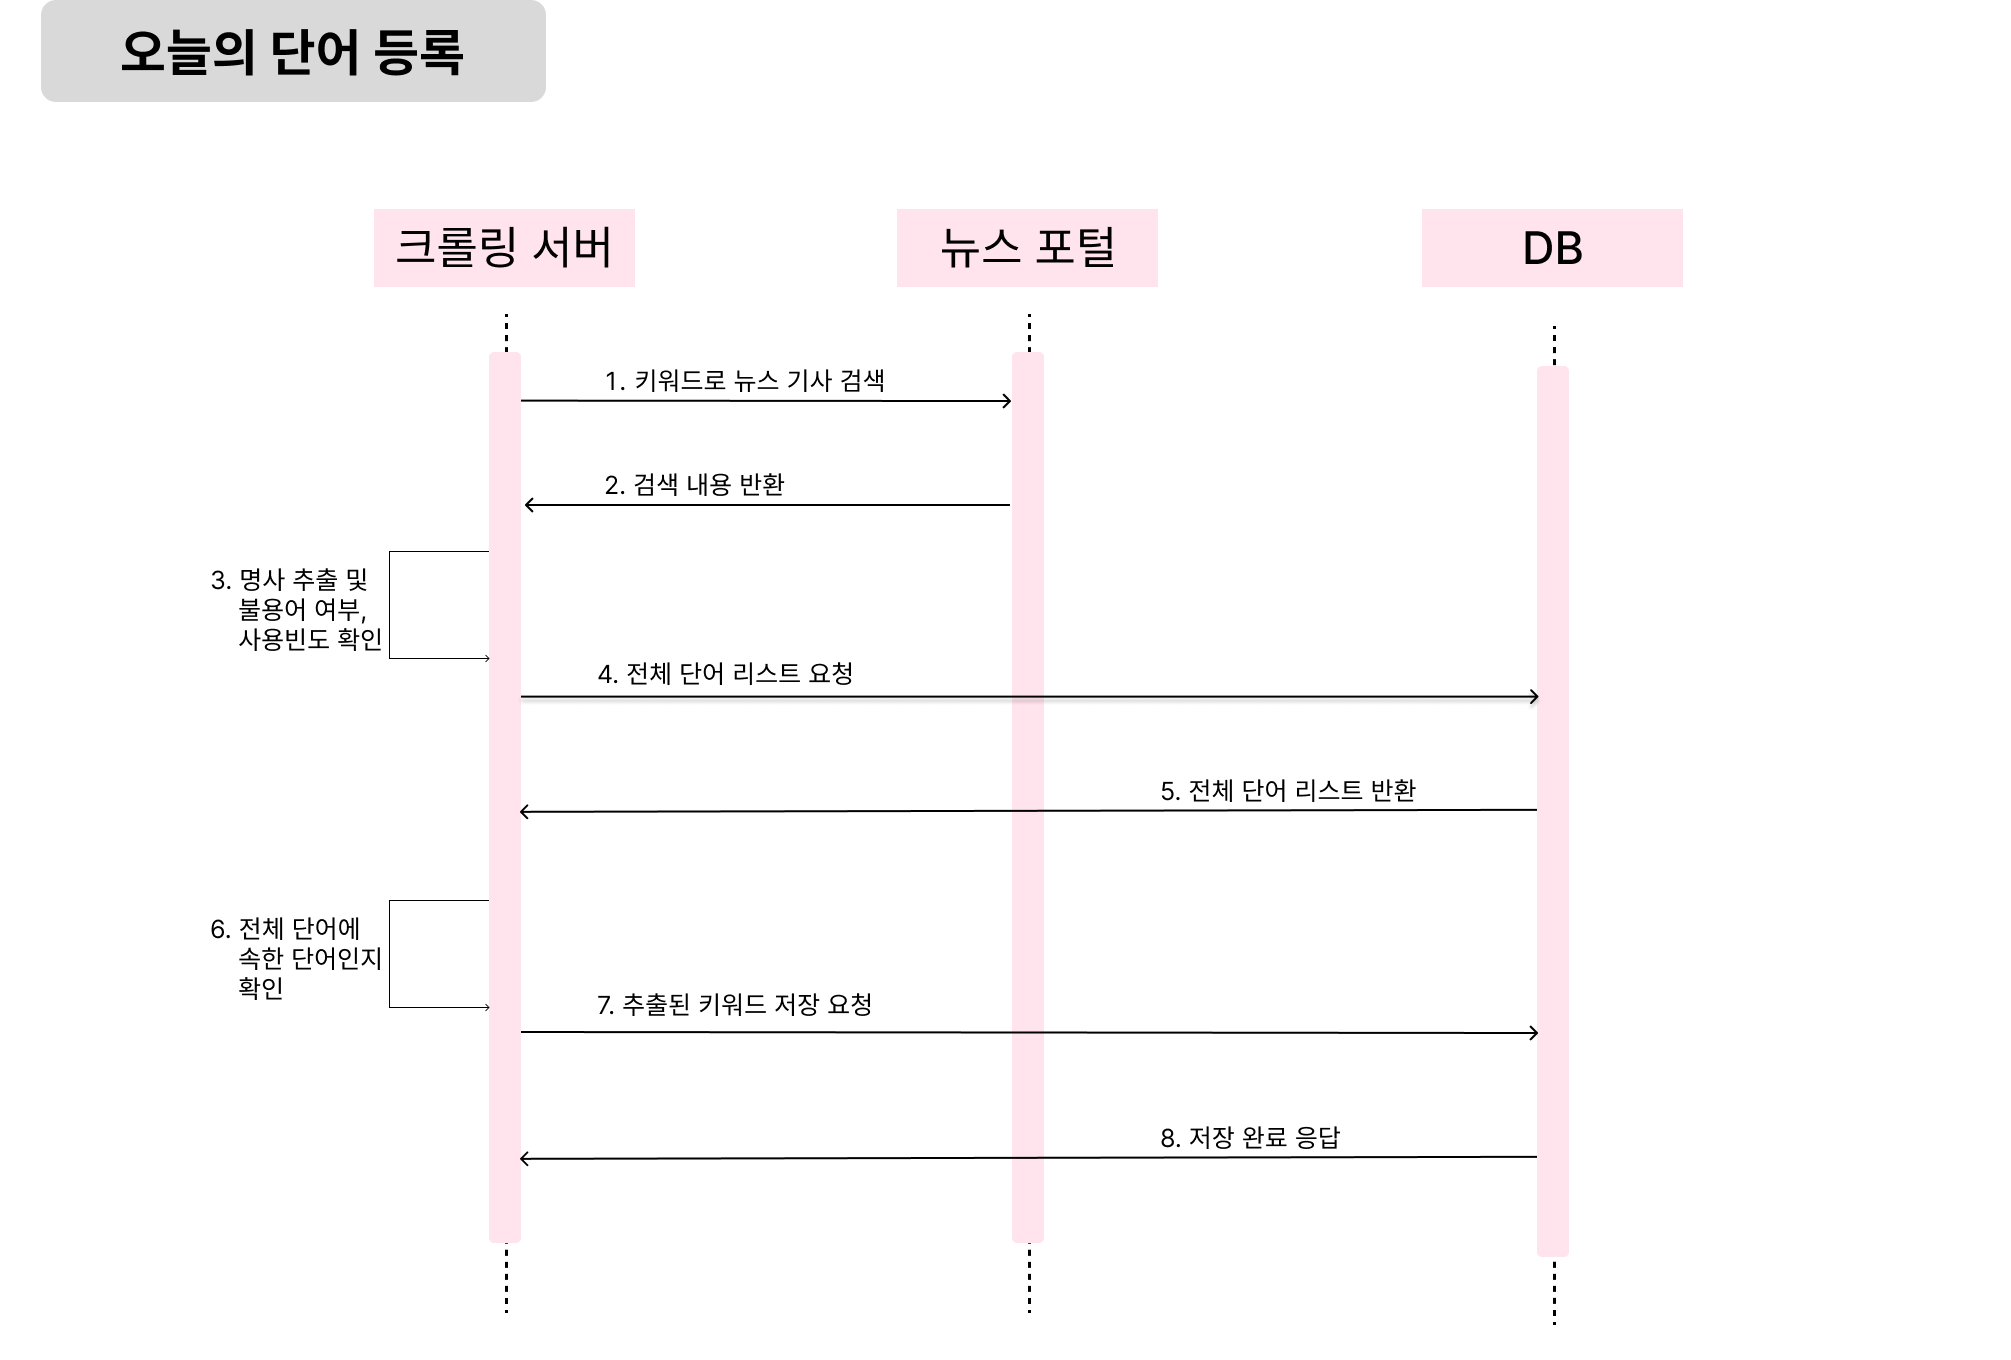 오늘의 단어 등록
크롤링 서버
뉴스 포털
DB
1. 키워드로 뉴스 기사 검색
2. 검색 내용 반환
3. 명사 추출 및
불용어 여부,
사용빈도 확인
4. 전체 단어 리스트 요청
5. 전체 단어 리스트 반환
6. 전체 단어에
속한 단어인지
확인
7. 추출된 키워드 저장 요청
8. 저장 완료 응답